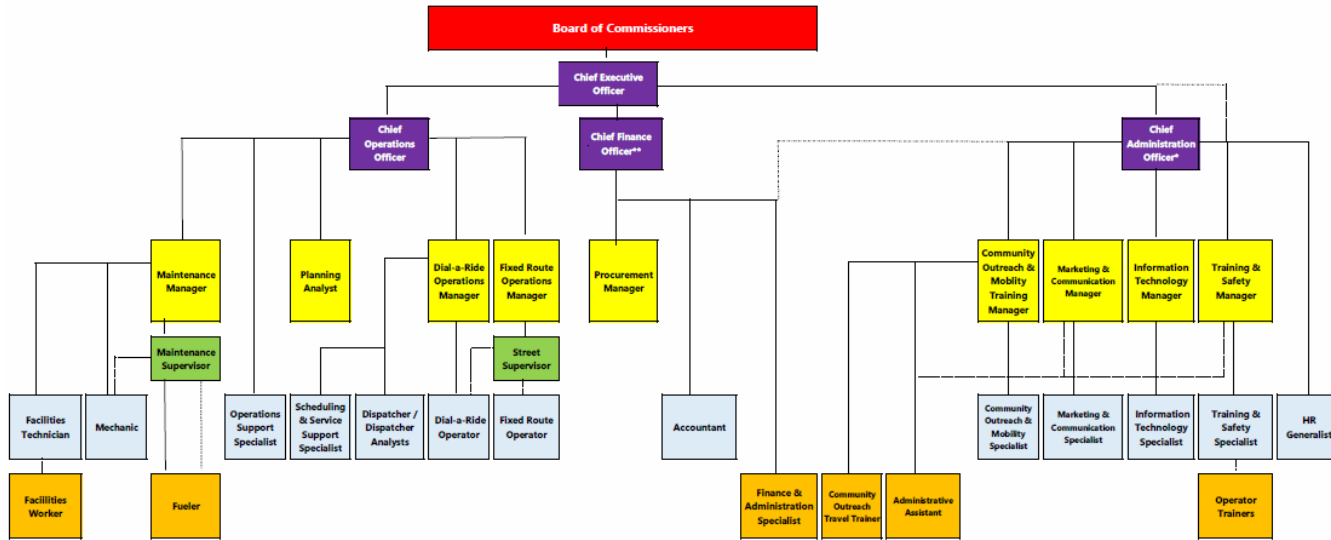 Board of Commissioners
Chief Executive
Officer
Chief
Operations
Officer
Chief Finance
Officer**
Chief
Administration
Officer*
Maintenance
Manager
Planning
Analyst
Dial-a-Ride
Operations
Manager
Fixed Route
Operations
Manager
Procurement
Manager
Community
Outreach &
Moblity
Training
Manager
Marketing &
Communication Manager
Information
Technology
Manager
Training &
Safety
Manager
Maintenance
Supervisor
Street
Supervisor
Facilities
Technician
Mechanic
Operations
Support
Specialist
Scheduling
& Service
Support
Specialist
Dispatcher /
Dispatcher
Analysts
Dial-a-Ride
Operator
Fixed Route
Operator
Accountant
Community
Outreach &
Mobility
Specialist
Marketing &
Communication
Specialist
Information
Technology
Specialist
Training &
Safety
Specialist
HR
Generalist
Faciilities
Worker
Fueler
Finance &
Administration
Specialist
Community
Outreach
Travel Trainer
Administrative
Assistant
Operator
Trainers